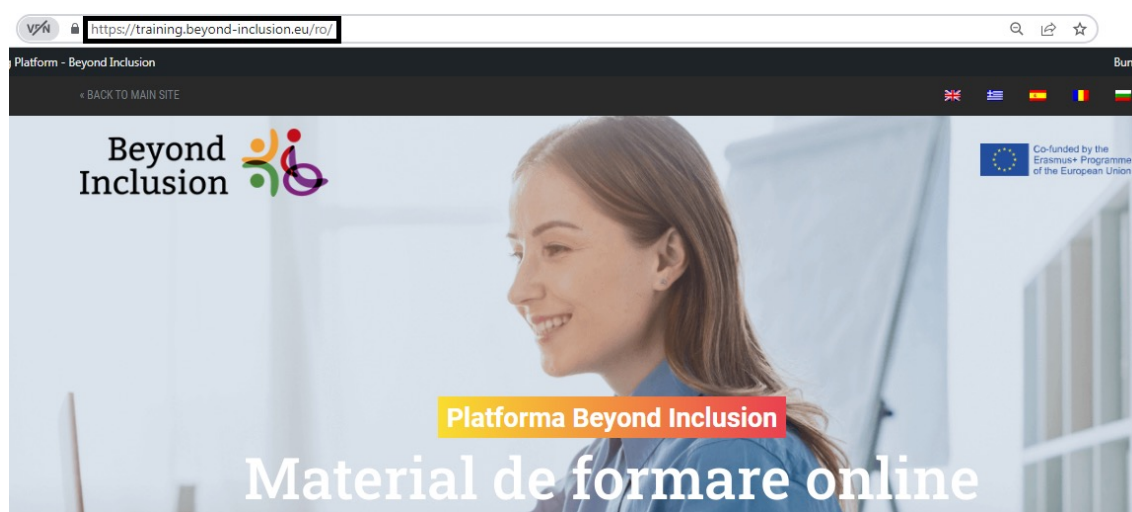 VPN
https://training.beyond-inclusion.eu/ro/
Platform - Beyond Inclusion
« BACK TO MAIN SITE
Beyond
Inclusion
Co-funded by the
Erasmus+ Programme
of the European Union
Platforma Beyond Inclusion
Material de formare online